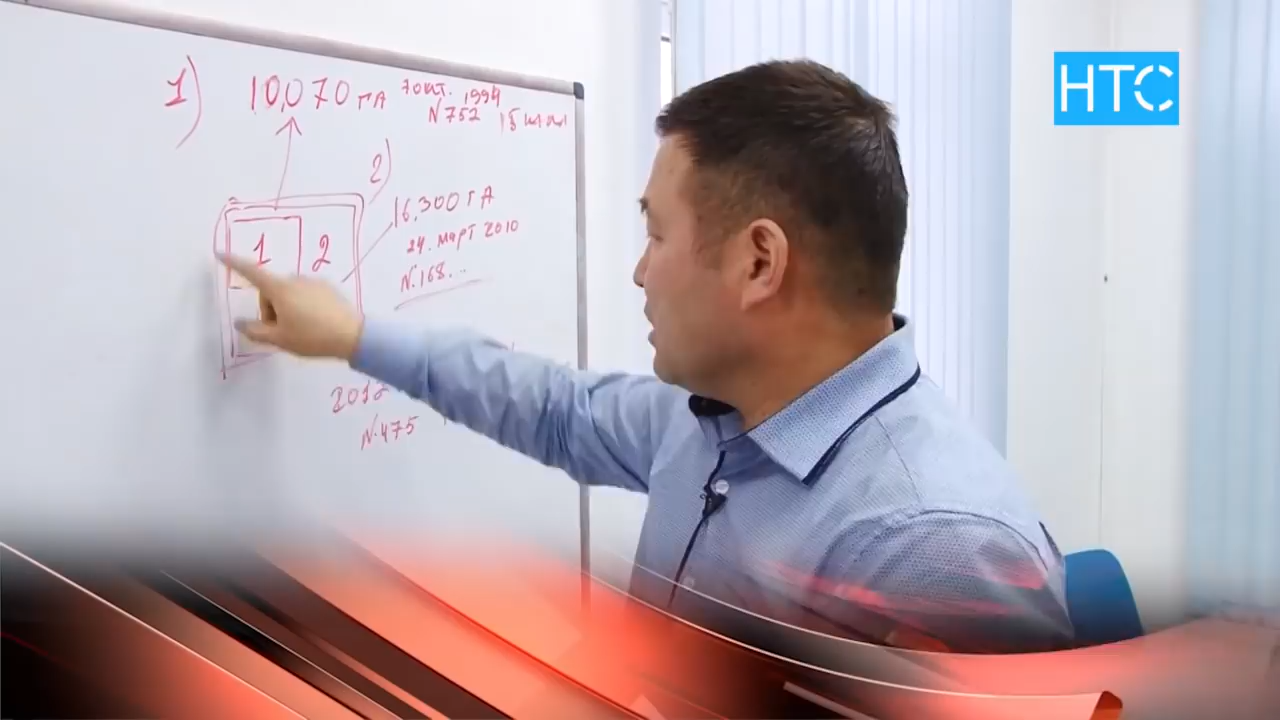 НТС
1) 10,070 га 7 окт. 1994
N 752
2)
16,300 ГА
24. март 2010
N.168...
1 2
2012
N.475